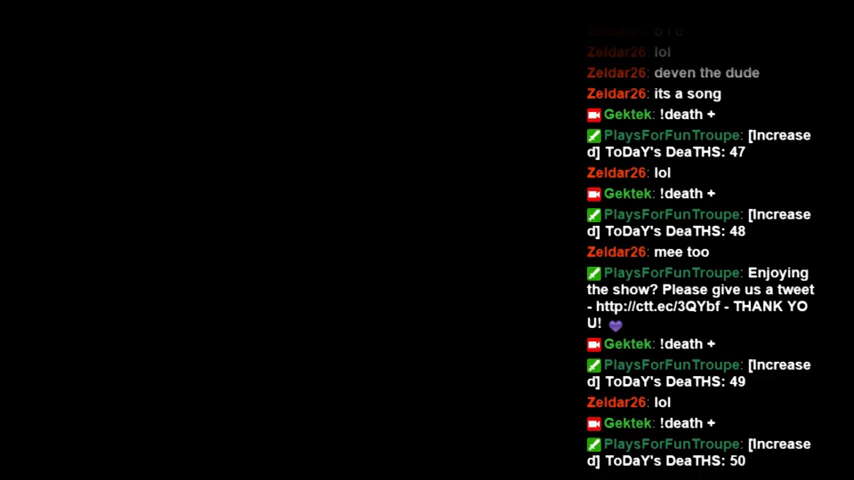 Zeldar26: lol
Zeldar26: deven the dude
Zeldar26: its a song
Gektek: !death +
PlaysForFunTroupe: [Increase
d] ToDaY's DeaTHS: 47
Zeldar26: lol
Gektek: !death +
PlaysForFunTroupe: [Increase
d] ToDaY's DeaTHS: 48
Zeldar26: mee too
PlaysForFunTroupe: Enjoying
the show? Please give us a tweet
- http://ctt.ec/3QYbf - THANK YO
U!
Gektek: !death +
PlaysForFunTroupe: [Increase
d] ToDaY's DeaTHS: 49
Zeldar26: lol
Gektek: !death +
PlaysForFunTroupe: [Increase
d] ToDaY's DeaTHS: 50